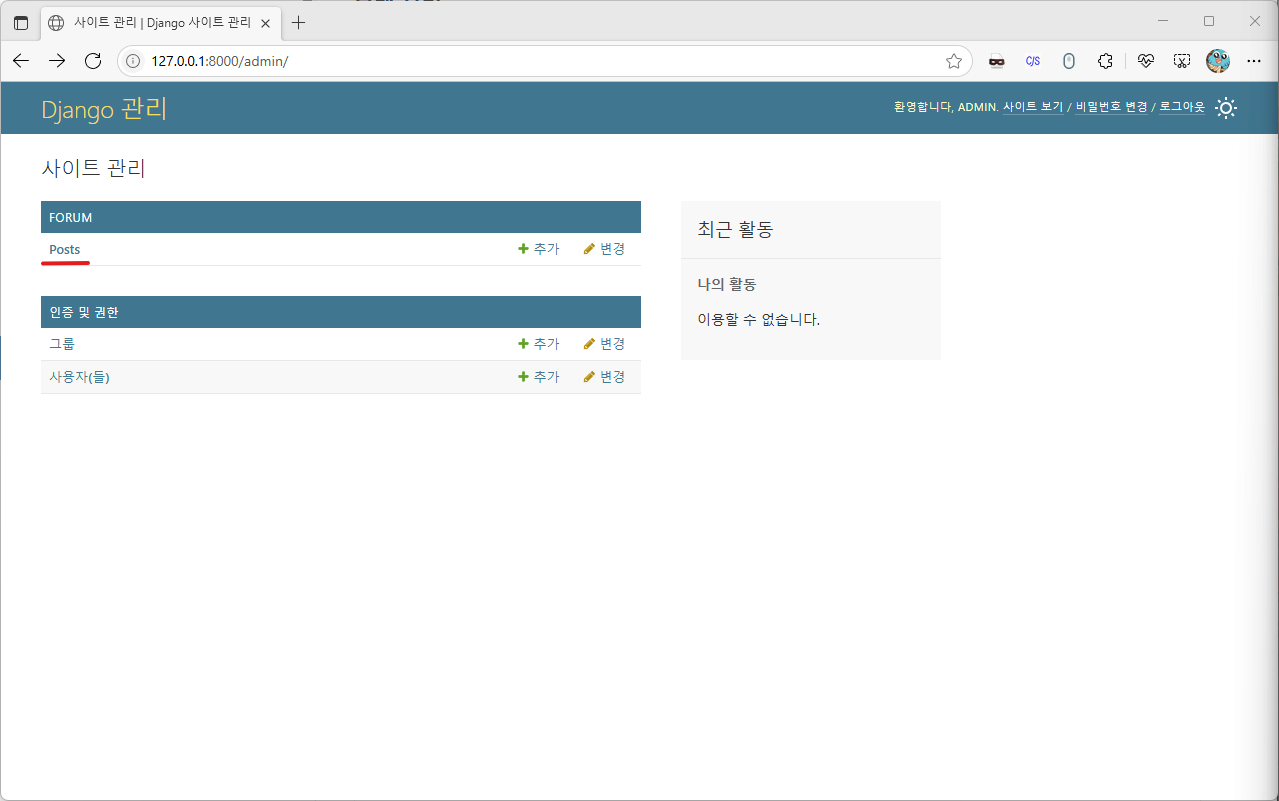 사이트 관리 | Django 사이트 관리
127.0.0.1:8000/admin/
C/S
Django 관리
환영합니다, ADMIN. 사이트 보기 / 비밀번호 변경 / 로그아웃
사이트 관리
FORUM
Posts 추가 변경
인증 및 권한
그룹 추가 변경
사용자(들) 추가 변경
최근 활동
나의 활동
이용할 수 없습니다.